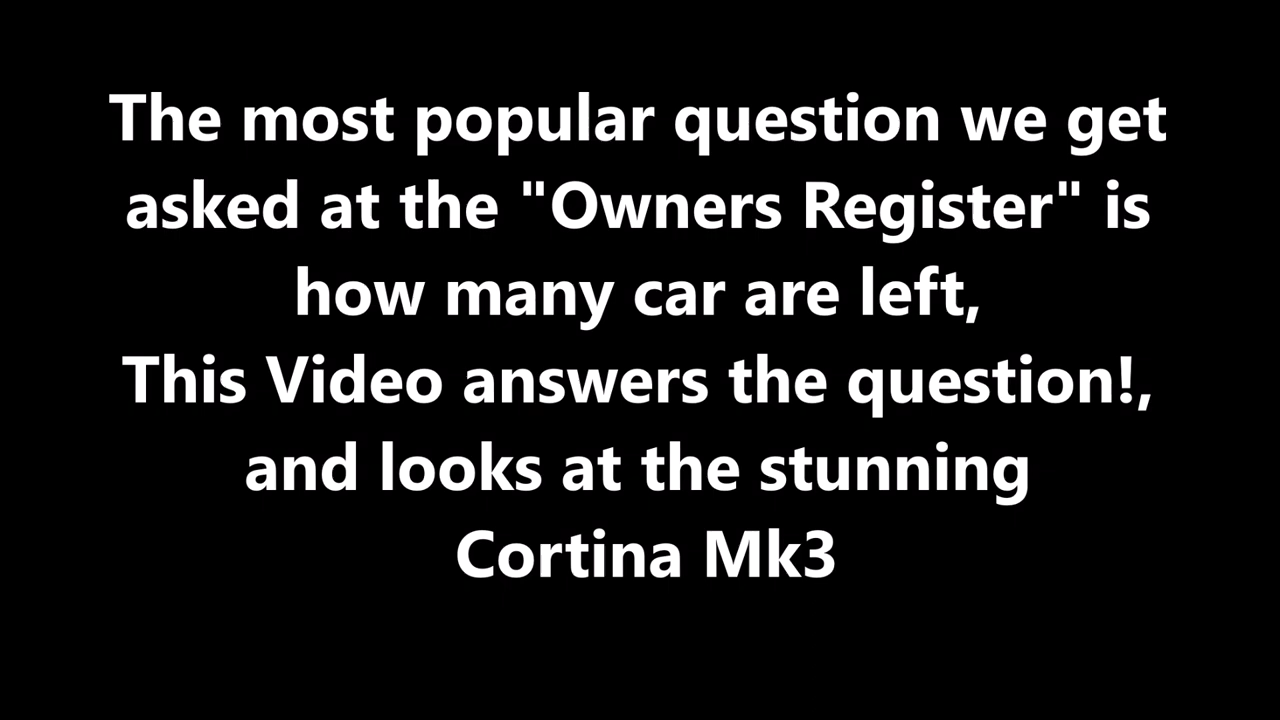 The most popular question we get
asked at the "Owners Register" is
how many car are left,
This Video answers the question!,
and looks at the stunning
Cortina Mk3